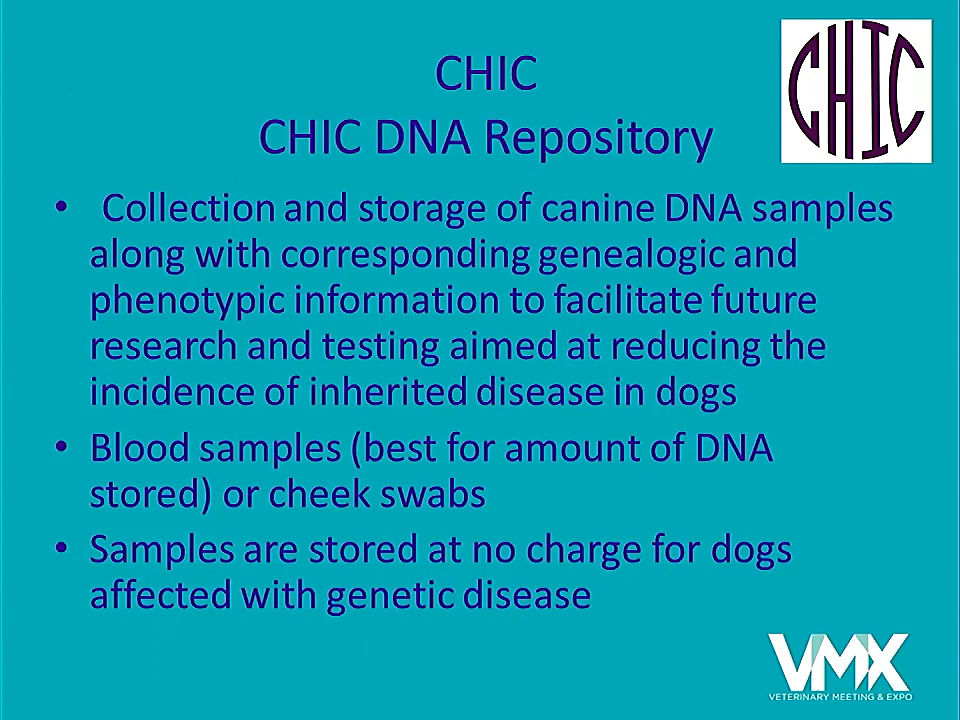 CHIC
CHIC
CHIC DNA Repository
• Collection and storage of canine DNA samples
along with corresponding genealogic and
phenotypic information to facilitate future
research and testing aimed at reducing the
incidence of inherited disease in dogs
• Blood samples (best for amount of DNA
stored) or cheek swabs
• Samples are stored at no charge for dogs
affected with genetic disease
VMX
VETERINARY MEETING & EXPO